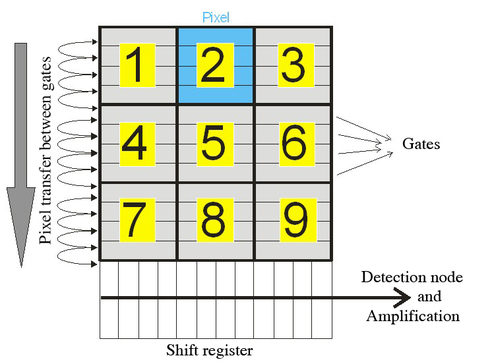 Pixel
1 2 3
4 5 6
7 8 9
Pixel transfer between gates
Gates
Detection node
and
Amplification
Shift register